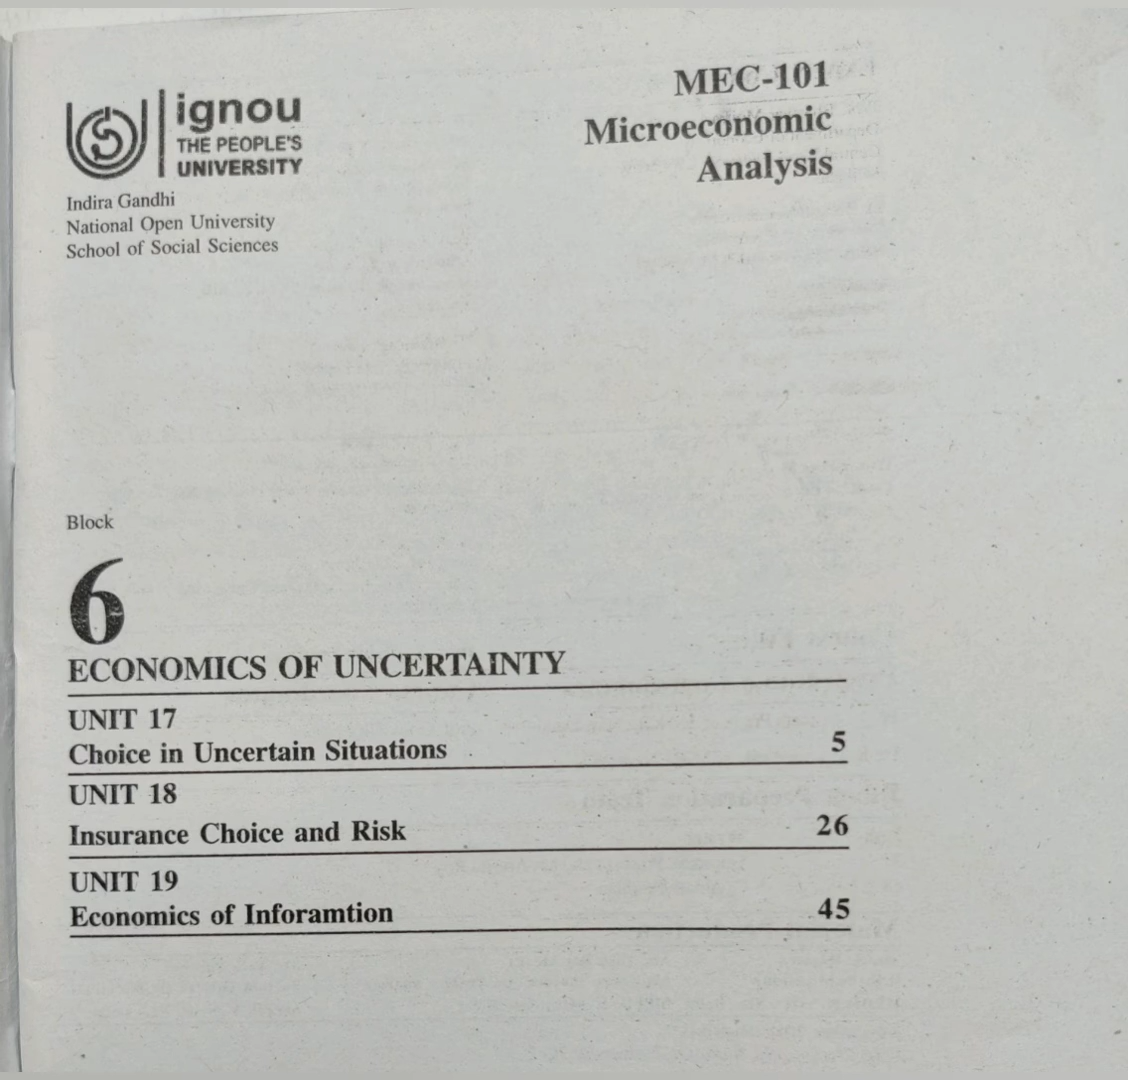 ignou
THE PEOPLE'S
UNIVERSITY
Indira Gandhi
National Open University
School of Social Sciences
MEC-101
Microeconomic
Analysis
Block
6
ECONOMICS OF UNCERTAINTY
UNIT 17
Choice in Uncertain Situations 5
UNIT 18
Insurance Choice and Risk 26
UNIT 19
Economics of Inforamtion 45